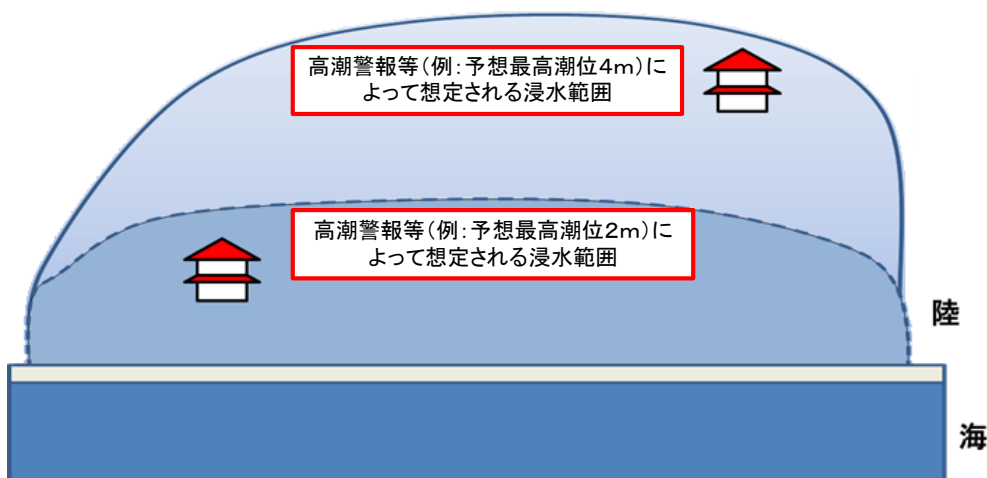 高潮警報等(例:予想最高潮位4m)に
よって想定される浸水範囲
高潮警報等(例:予想最高潮位2m)に
よって想定される浸水範囲
陸
海